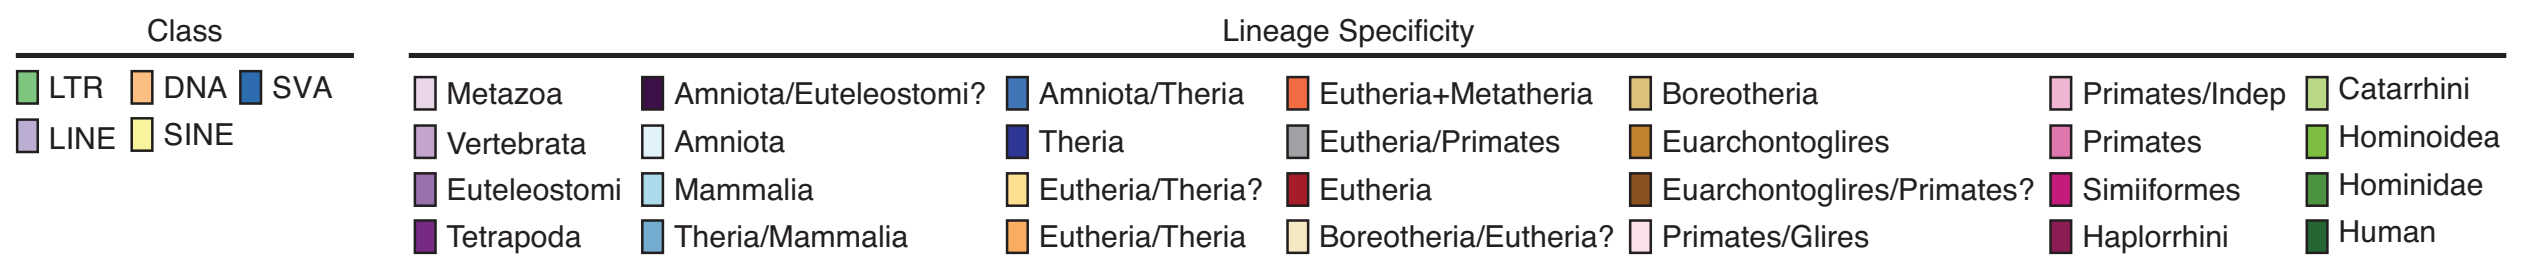 Class
LTR DNA SVA
LINE SINE
Lineage Specificity
Metazoa Amniota/Euteleostomi? Amniota/Theria Eutheria+Metatheria Boreotheria Primates/Indep Catarrhini
Vertebrata Amniota Theria Eutheria/Primates Euarchontoglires Primates Hominoidea
Euteleostomi Mammalia Eutheria/Theria? Eutheria Euarchontoglires/Primates? Simiiformes Hominidae
Tetrapoda Theria/Mammalia Eutheria/Theria Boreotheria/Eutheria? Primates/Glires Haplorrhini Human